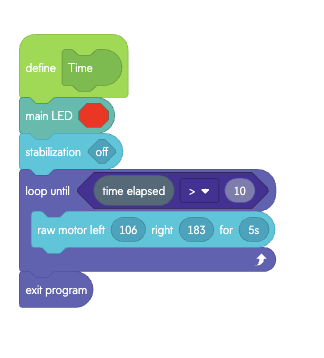 define Time
main LED
stabilization off
loop until time elapsed > 10
raw motor left 106 right 183 for 5s
exit program